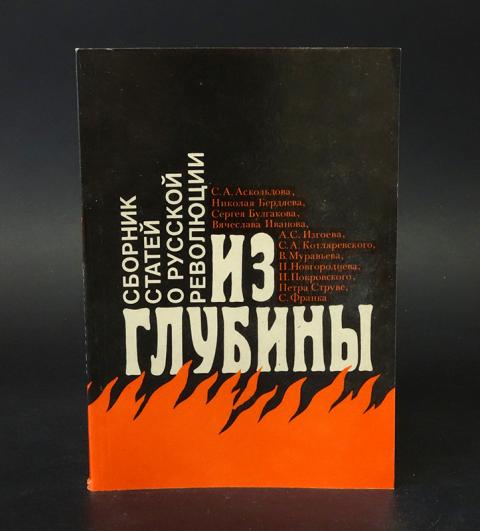 СБОРНИК
СТАТЕЙ
О РУССКОЙ
РЕВОЛЮЦИИ
С. А. Аскольдова,
Николая Бердяева,
Сергея Булгакова,
Вячеслава Иванова,
А. С. Изгоева,
С. А. Котляревского,
В. Муравьева,
П. Новгородцева,
И. Покровского,
Петра Струве,
С. Франка
ИЗ
ГЛУБИНЫ